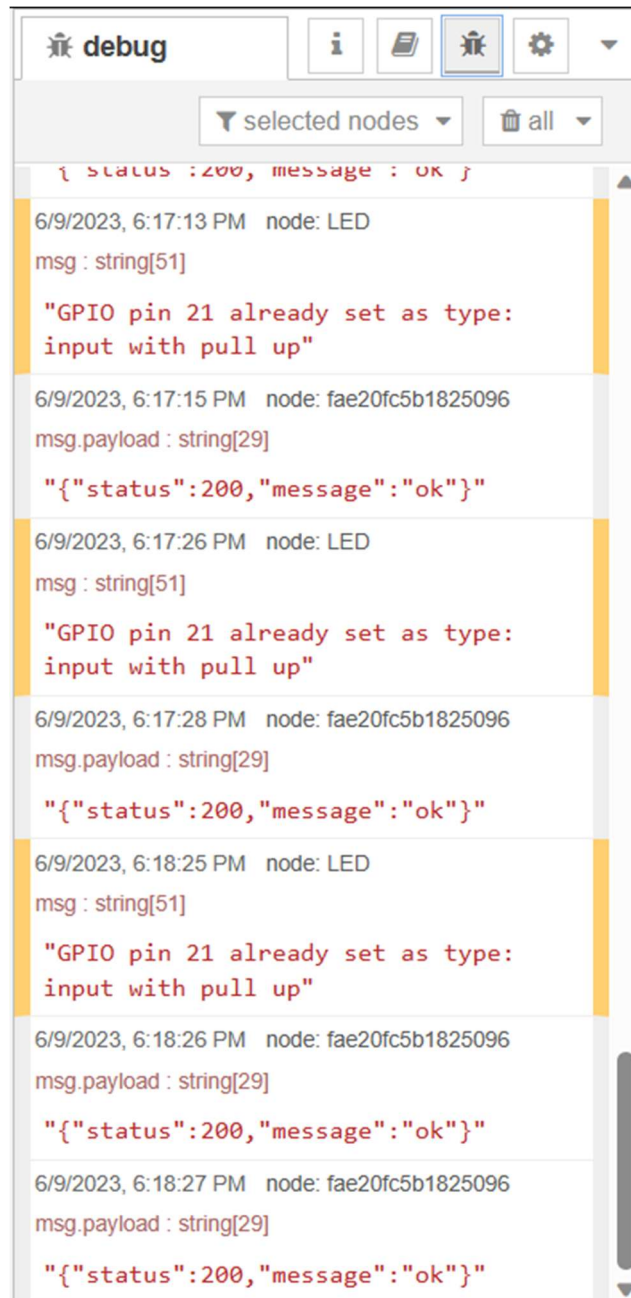 debug
i
selected nodes
all
{"status":200,"message":"ok"}
6/9/2023, 6:17:13 PM node: LED
msg : string[51]
"GPIO pin 21 already set as type:
input with pull up"
6/9/2023, 6:17:15 PM node: fae20fc5b1825096
msg.payload : string[29]
"{"status":200,"message":"ok"}"
6/9/2023, 6:17:26 PM node: LED
msg : string[51]
"GPIO pin 21 already set as type:
input with pull up"
6/9/2023, 6:17:28 PM node: fae20fc5b1825096
msg.payload : string[29]
"{"status":200,"message":"ok"}"
6/9/2023, 6:18:25 PM node: LED
msg : string[51]
"GPIO pin 21 already set as type:
input with pull up"
6/9/2023, 6:18:26 PM node: fae20fc5b1825096
msg.payload : string[29]
"{"status":200,"message":"ok"}"
6/9/2023, 6:18:27 PM node: fae20fc5b1825096
msg.payload : string[29]
"{"status":200,"message":"ok"}"